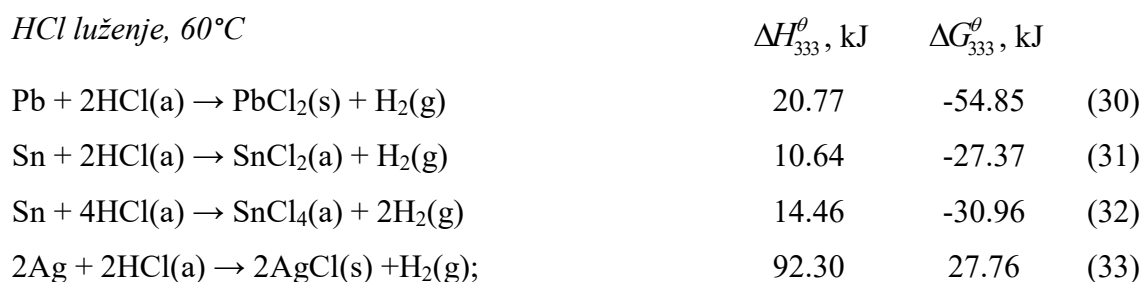 HCl luženje, 60°C ΔH^θ_333, kJ ΔG^θ_333, kJ
Pb + 2HCl(a) → PbCl₂(s) + H₂(g) 20.77 -54.85 (30)
Sn + 2HCl(a) → SnCl₂(a) + H₂(g) 10.64 -27.37 (31)
Sn + 4HCl(a) → SnCl₄(a) + 2H₂(g) 14.46 -30.96 (32)
2Ag + 2HCl(a) → 2AgCl(s) +H₂(g); 92.30 27.76 (33)